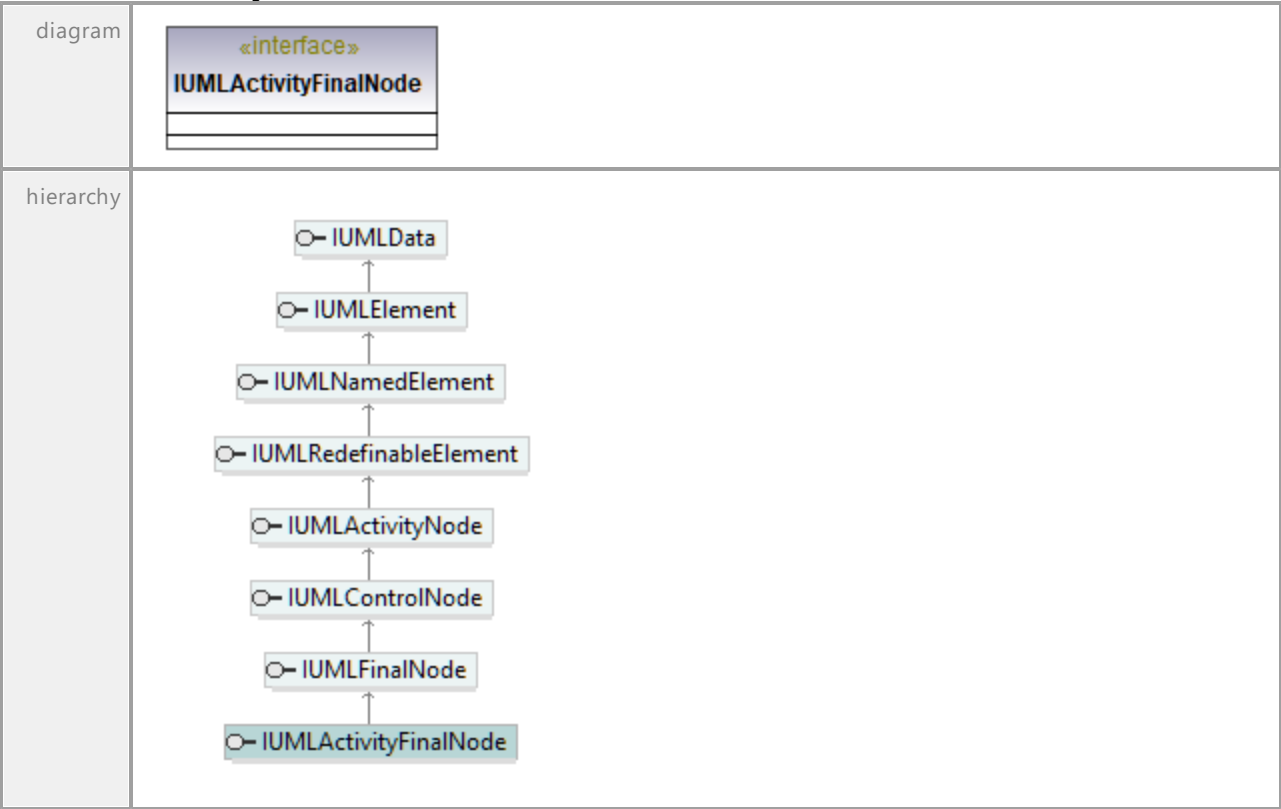 diagram
«interface»
IUMLActivityFinalNode
hierarchy
IUMLData
IUMLElement
IUMLNamedElement
IUMLRedefinableElement
IUMLActivityNode
IUMLControlNode
IUMLFinalNode
IUMLActivityFinalNode